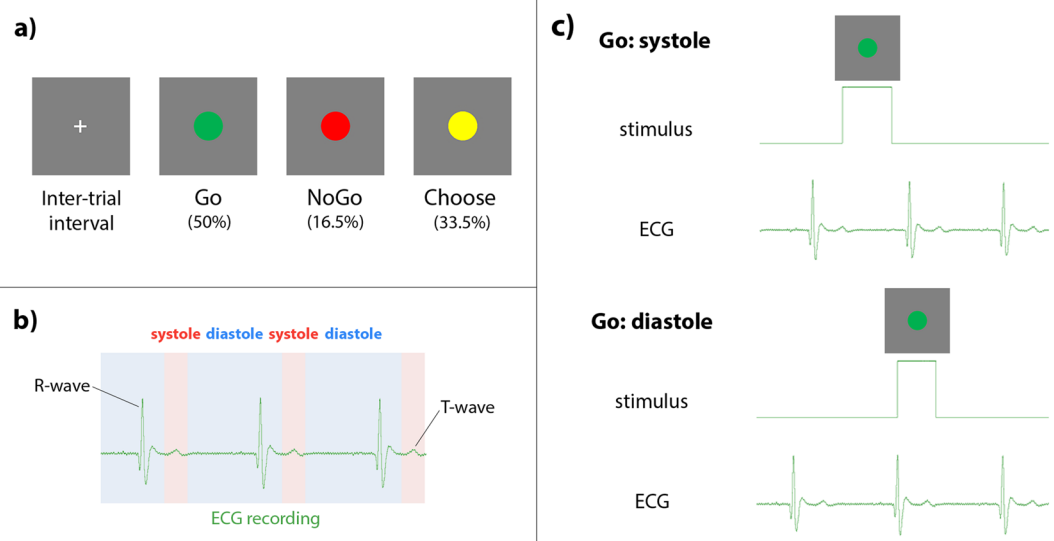 a)
Inter-trial
interval
Go
(50%)
NoGo
(16.5%)
Choose
(33.5%)
b)
systole diastole systole diastole
R-wave
T-wave
ECG recording
c)
Go: systole
stimulus
ECG
Go: diastole
stimulus
ECG